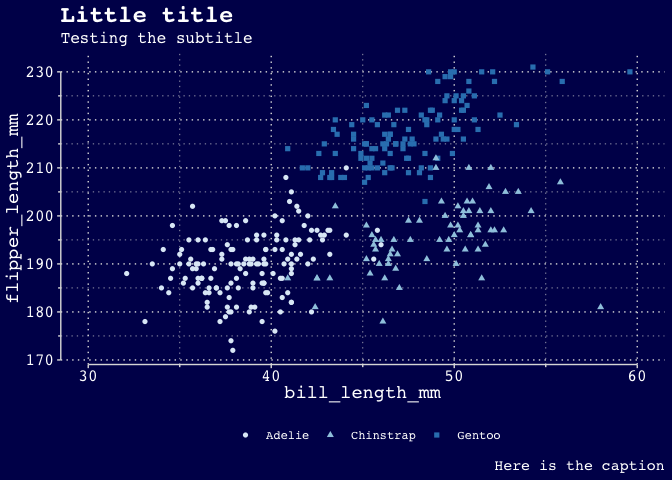 Little title
Testing the subtitle
flipper_length_mm
230
220
210
200
190
180
170
30 40 50 60
bill_length_mm
Adelie Chinstrap Gentoo
Here is the caption